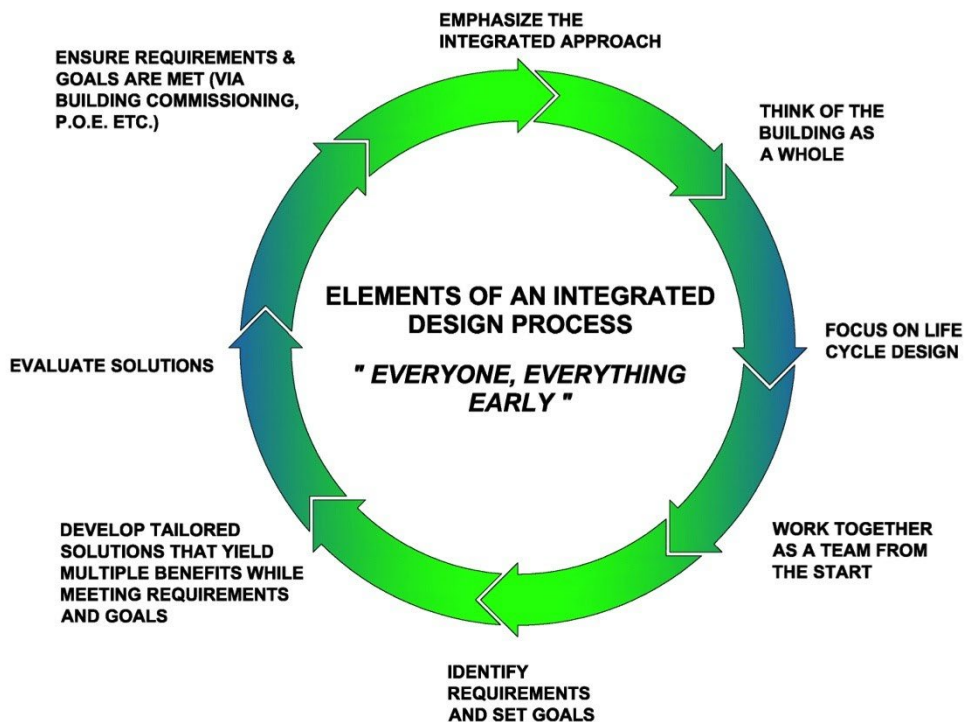 EMPHASIZE THE
INTEGRATED APPROACH
THINK OF THE
BUILDING AS
A WHOLE
FOCUS ON LIFE
CYCLE DESIGN
WORK TOGETHER
AS A TEAM FROM
THE START
IDENTIFY
REQUIREMENTS
AND SET GOALS
DEVELOP TAILORED
SOLUTIONS THAT YIELD
MULTIPLE BENEFITS WHILE
MEETING REQUIREMENTS
AND GOALS
EVALUATE SOLUTIONS
ENSURE REQUIREMENTS &
GOALS ARE MET (VIA
BUILDING COMMISSIONING,
P.O.E. ETC.)
ELEMENTS OF AN INTEGRATED
DESIGN PROCESS
" EVERYONE, EVERYTHING
EARLY "